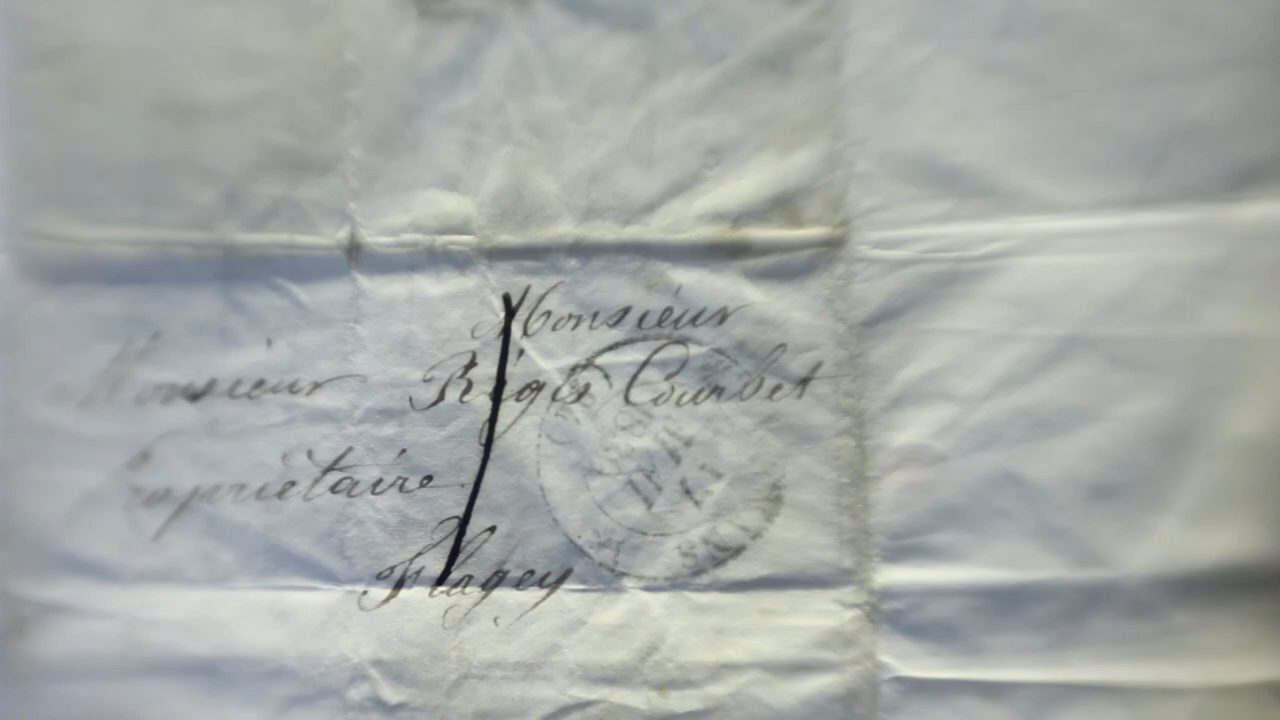 Monsieur
Monsieur Régis Courbet
propriétaire
Flagey